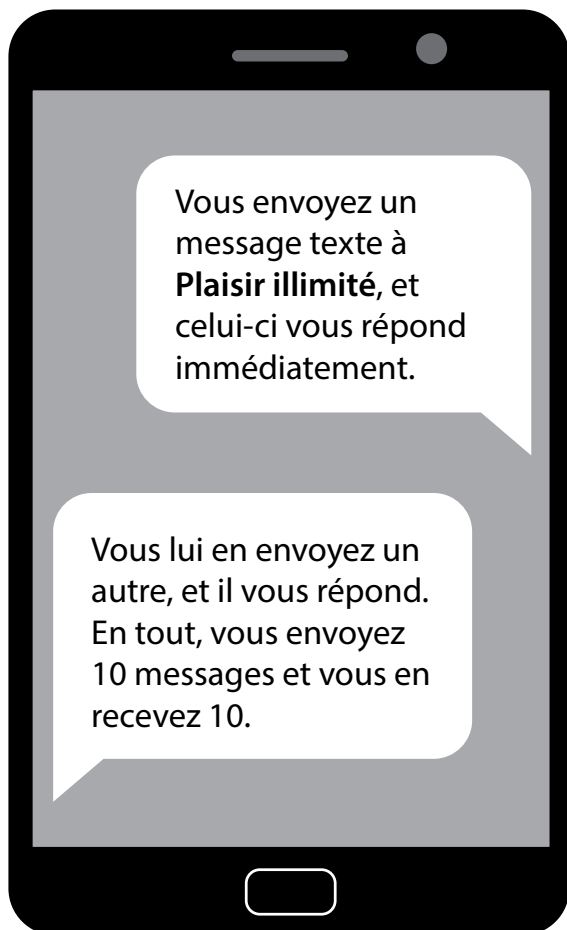 Vous envoyez un
message texte à
Plaisir illimité, et
celui-ci vous répond
immédiatement.
Vous lui en envoyez un
autre, et il vous répond.
En tout, vous envoyez
10 messages et vous en
recevez 10.